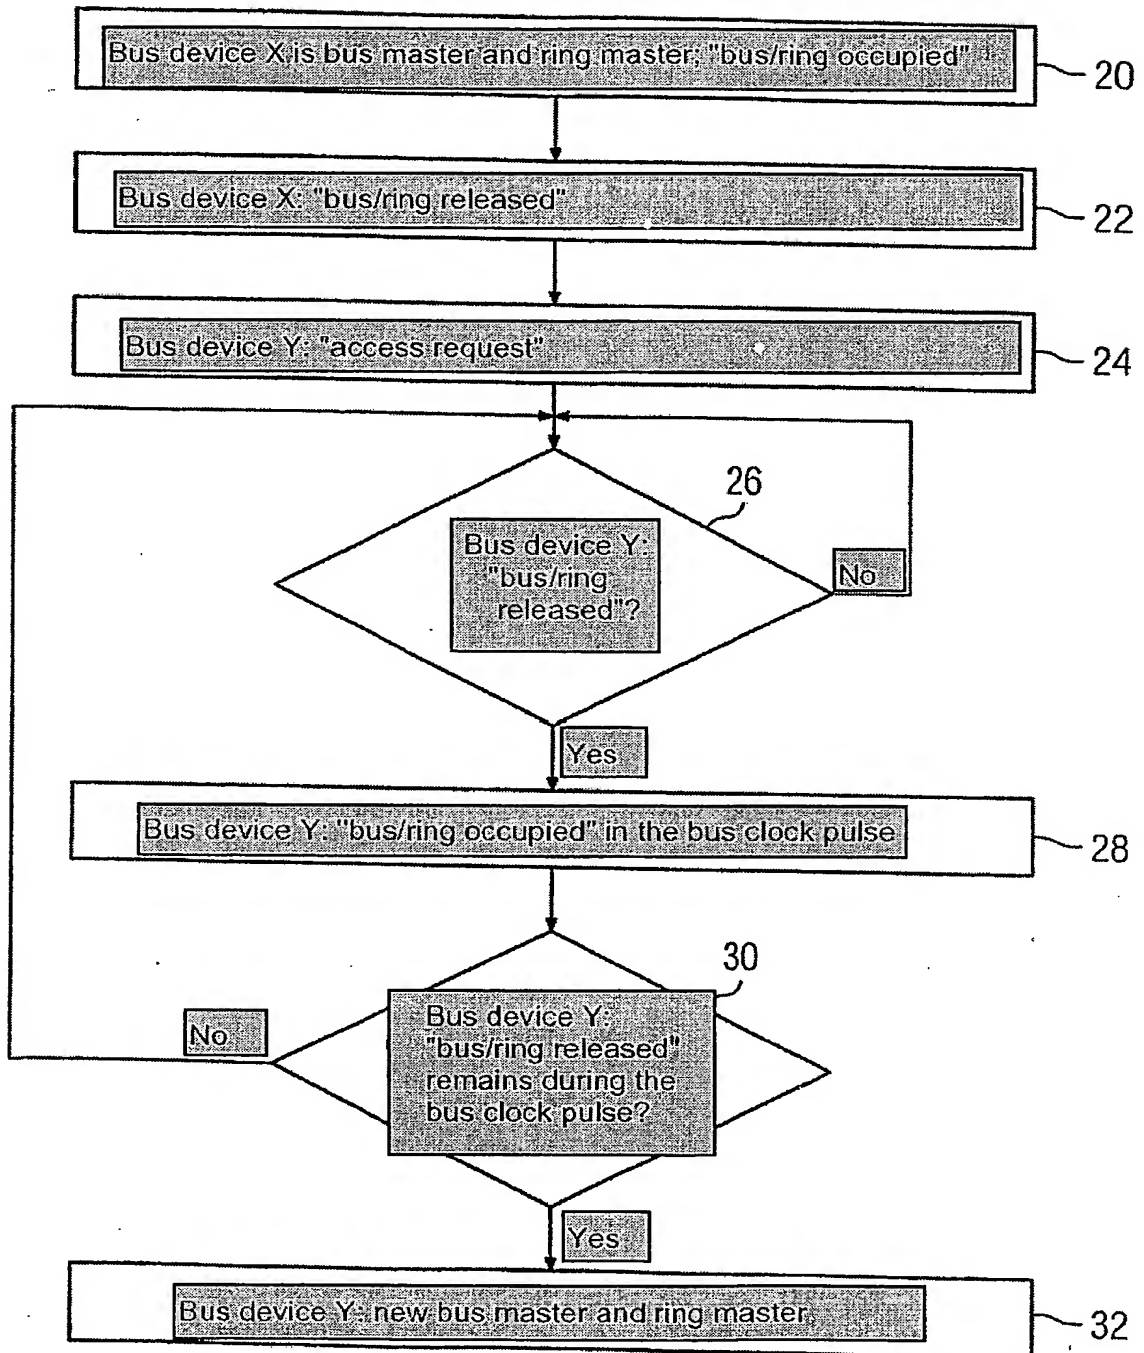 Bus device X is bus master and ring master; "bus/ring occupied"
20
Bus device X: "bus/ring released"
22
Bus device Y: "access request"
24
26
Bus device Y:
"bus/ring
released"?
No
Yes
Bus device Y: "bus/ring occupied" in the bus clock pulse
28
30
Bus device Y:
"bus/ring released"
remains during the
bus clock pulse?
No
Yes
Bus device Y: new bus master and ring master
32